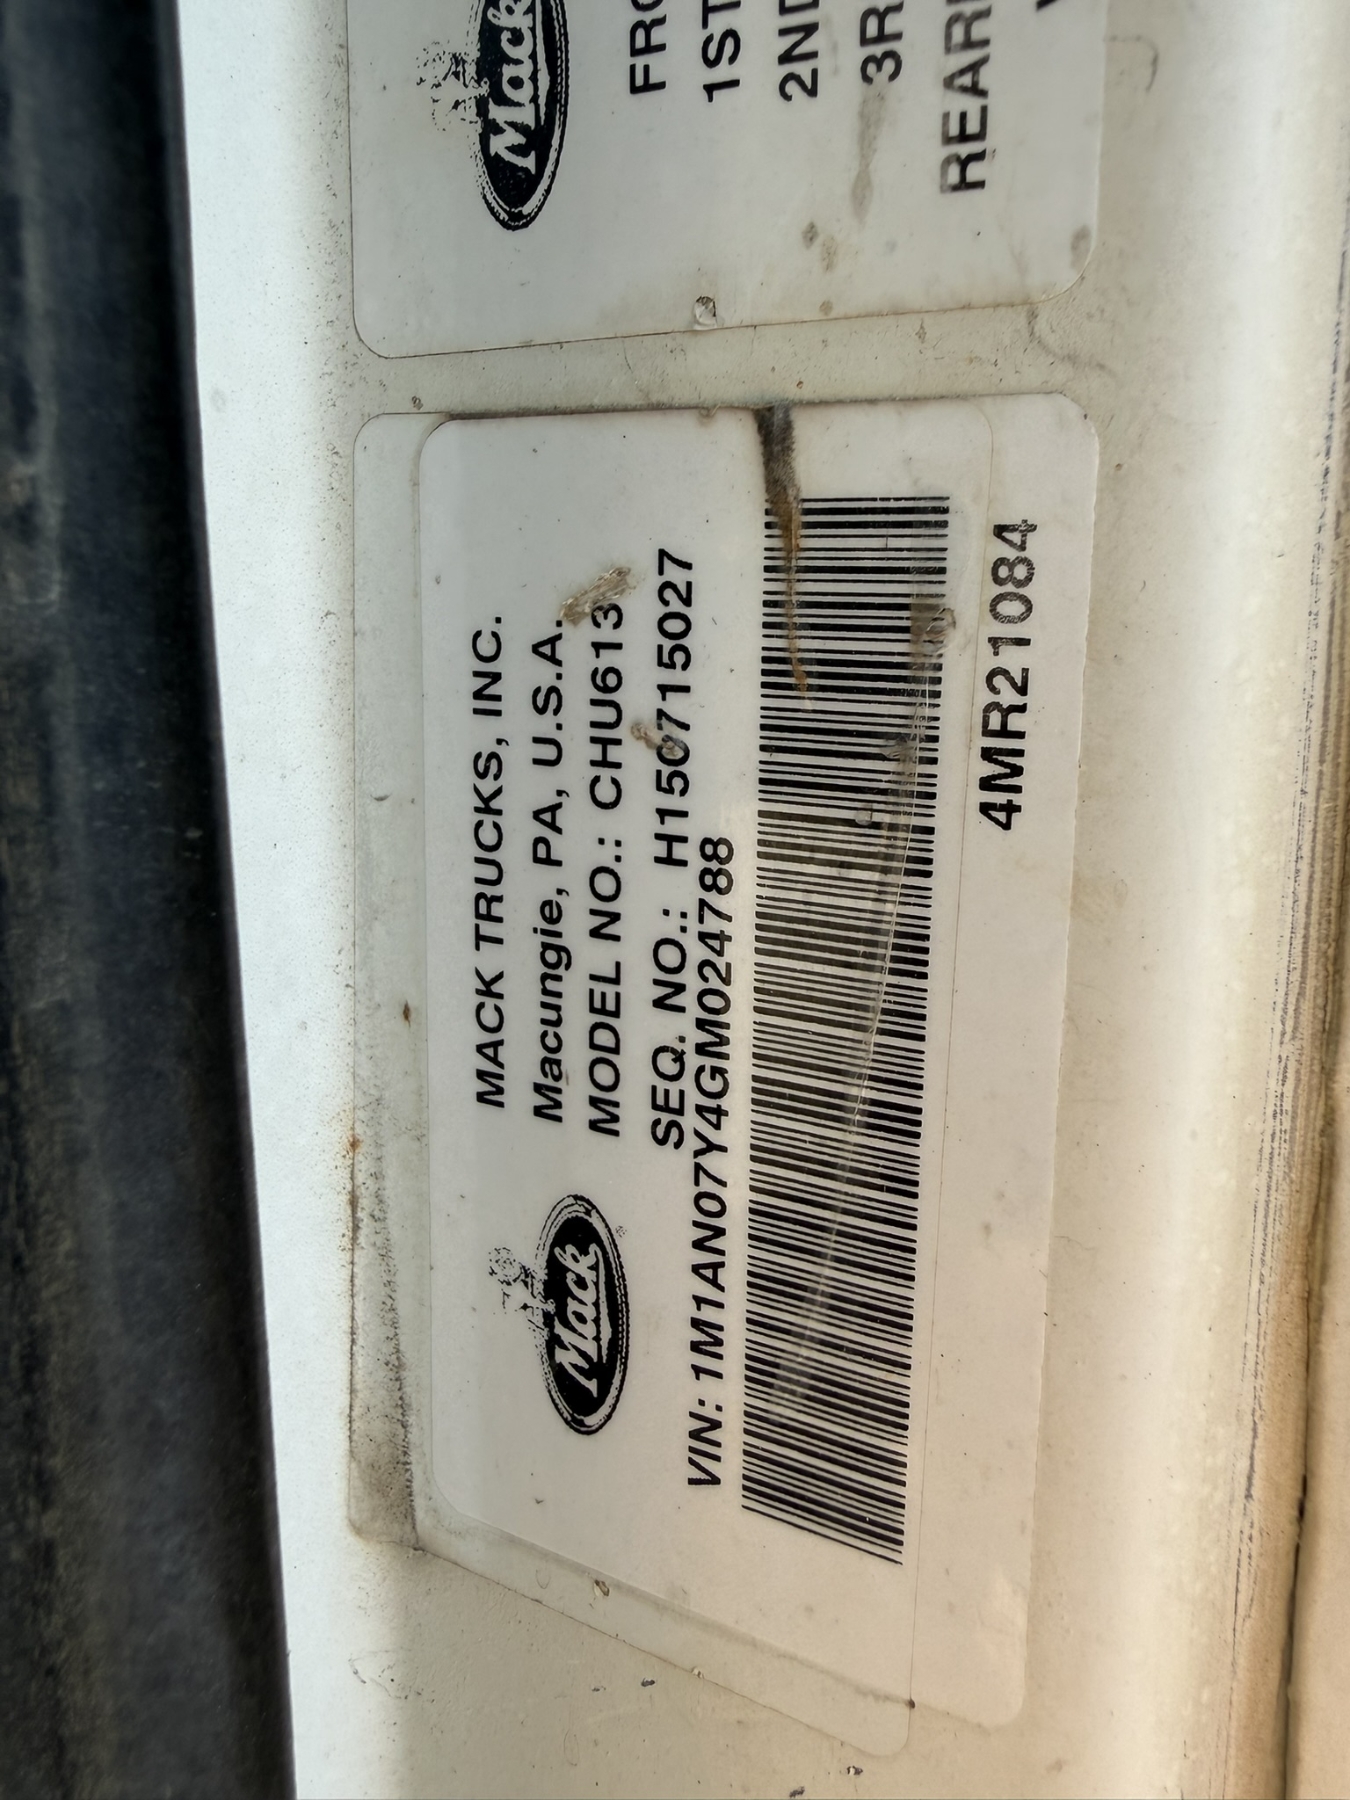 Mack
FRO
1ST
2ND
3R
REAR
MACK TRUCKS, INC.
Macungie, PA, U.S.A.
MODEL NO.: CHU613
SEQ. NO.: H150715027
Mack
VIN: 1M1AN07Y4GM024788
4MR21084